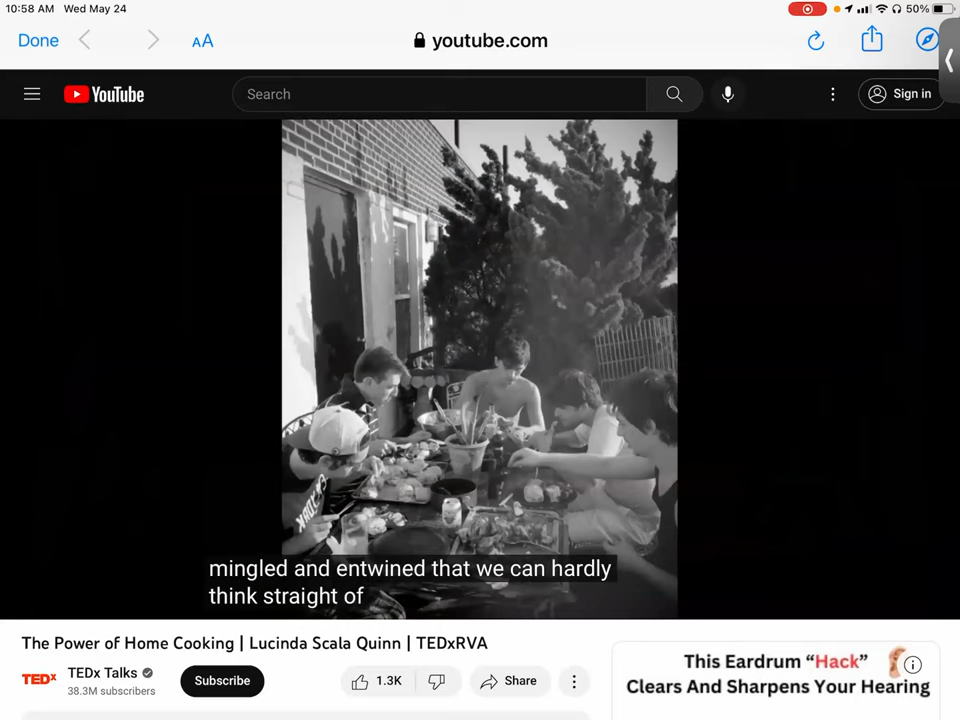 10:58 AM Wed May 24
50%
Done
AA
youtube.com
YouTube
Search
Sign in
mingled and entwined that we can hardly
think straight of
The Power of Home Cooking | Lucinda Scala Quinn | TEDxRVA
TEDx
TEDx Talks
38.3M subscribers
Subscribe
1.3K
Share
This Eardrum “Hack”
Clears And Sharpens Your Hearing